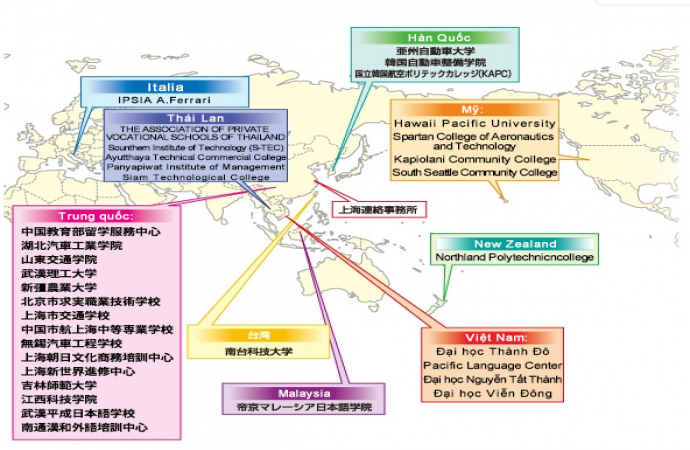 Hàn Quốc
亜州自動車大学
韓国自動車整備学院
国立韓国航空ポリテックカレッジ(KAPC)
Italia
IPSIA A.Ferrari
Thái Lan
THE ASSOCIATION OF PRIVATE
VOCATIONAL SCHOOLS OF THAILAND
Sounthern Institute of Technology (S-TEC)
Ayutthaya Technical Commercial College
Panyapiwat Institute of Management
Siam Technological College
Mỹ:
Hawaii Pacific University
Spartan College of Aeronautics
and Technology
Kapiolani Community College
South Seattle Community College
上海連絡事務所
Trung quốc:
中国教育部留学服務中心
湖北汽車工業学院
山東交通学院
武漢理工大学
新疆農業大学
北京市求実職業技術学校
上海市交通学校
中国市航上海中等専業学校
無錫汽車工程学校
上海朝日文化商務培訓中心
上海新世界進修中心
吉林師範大学
江西科技学院
武漢平成日本語学校
南通漢和外語培訓中心
New Zealand
Northland Polytechnicncollege
台湾
南台科技大学
Việt Nam:
Đại học Thành Đô
Pacific Language Center
Đại học Nguyễn Tất Thành
Đại học Viễn Đông
Malaysia
帝京マレーシア日本語学院